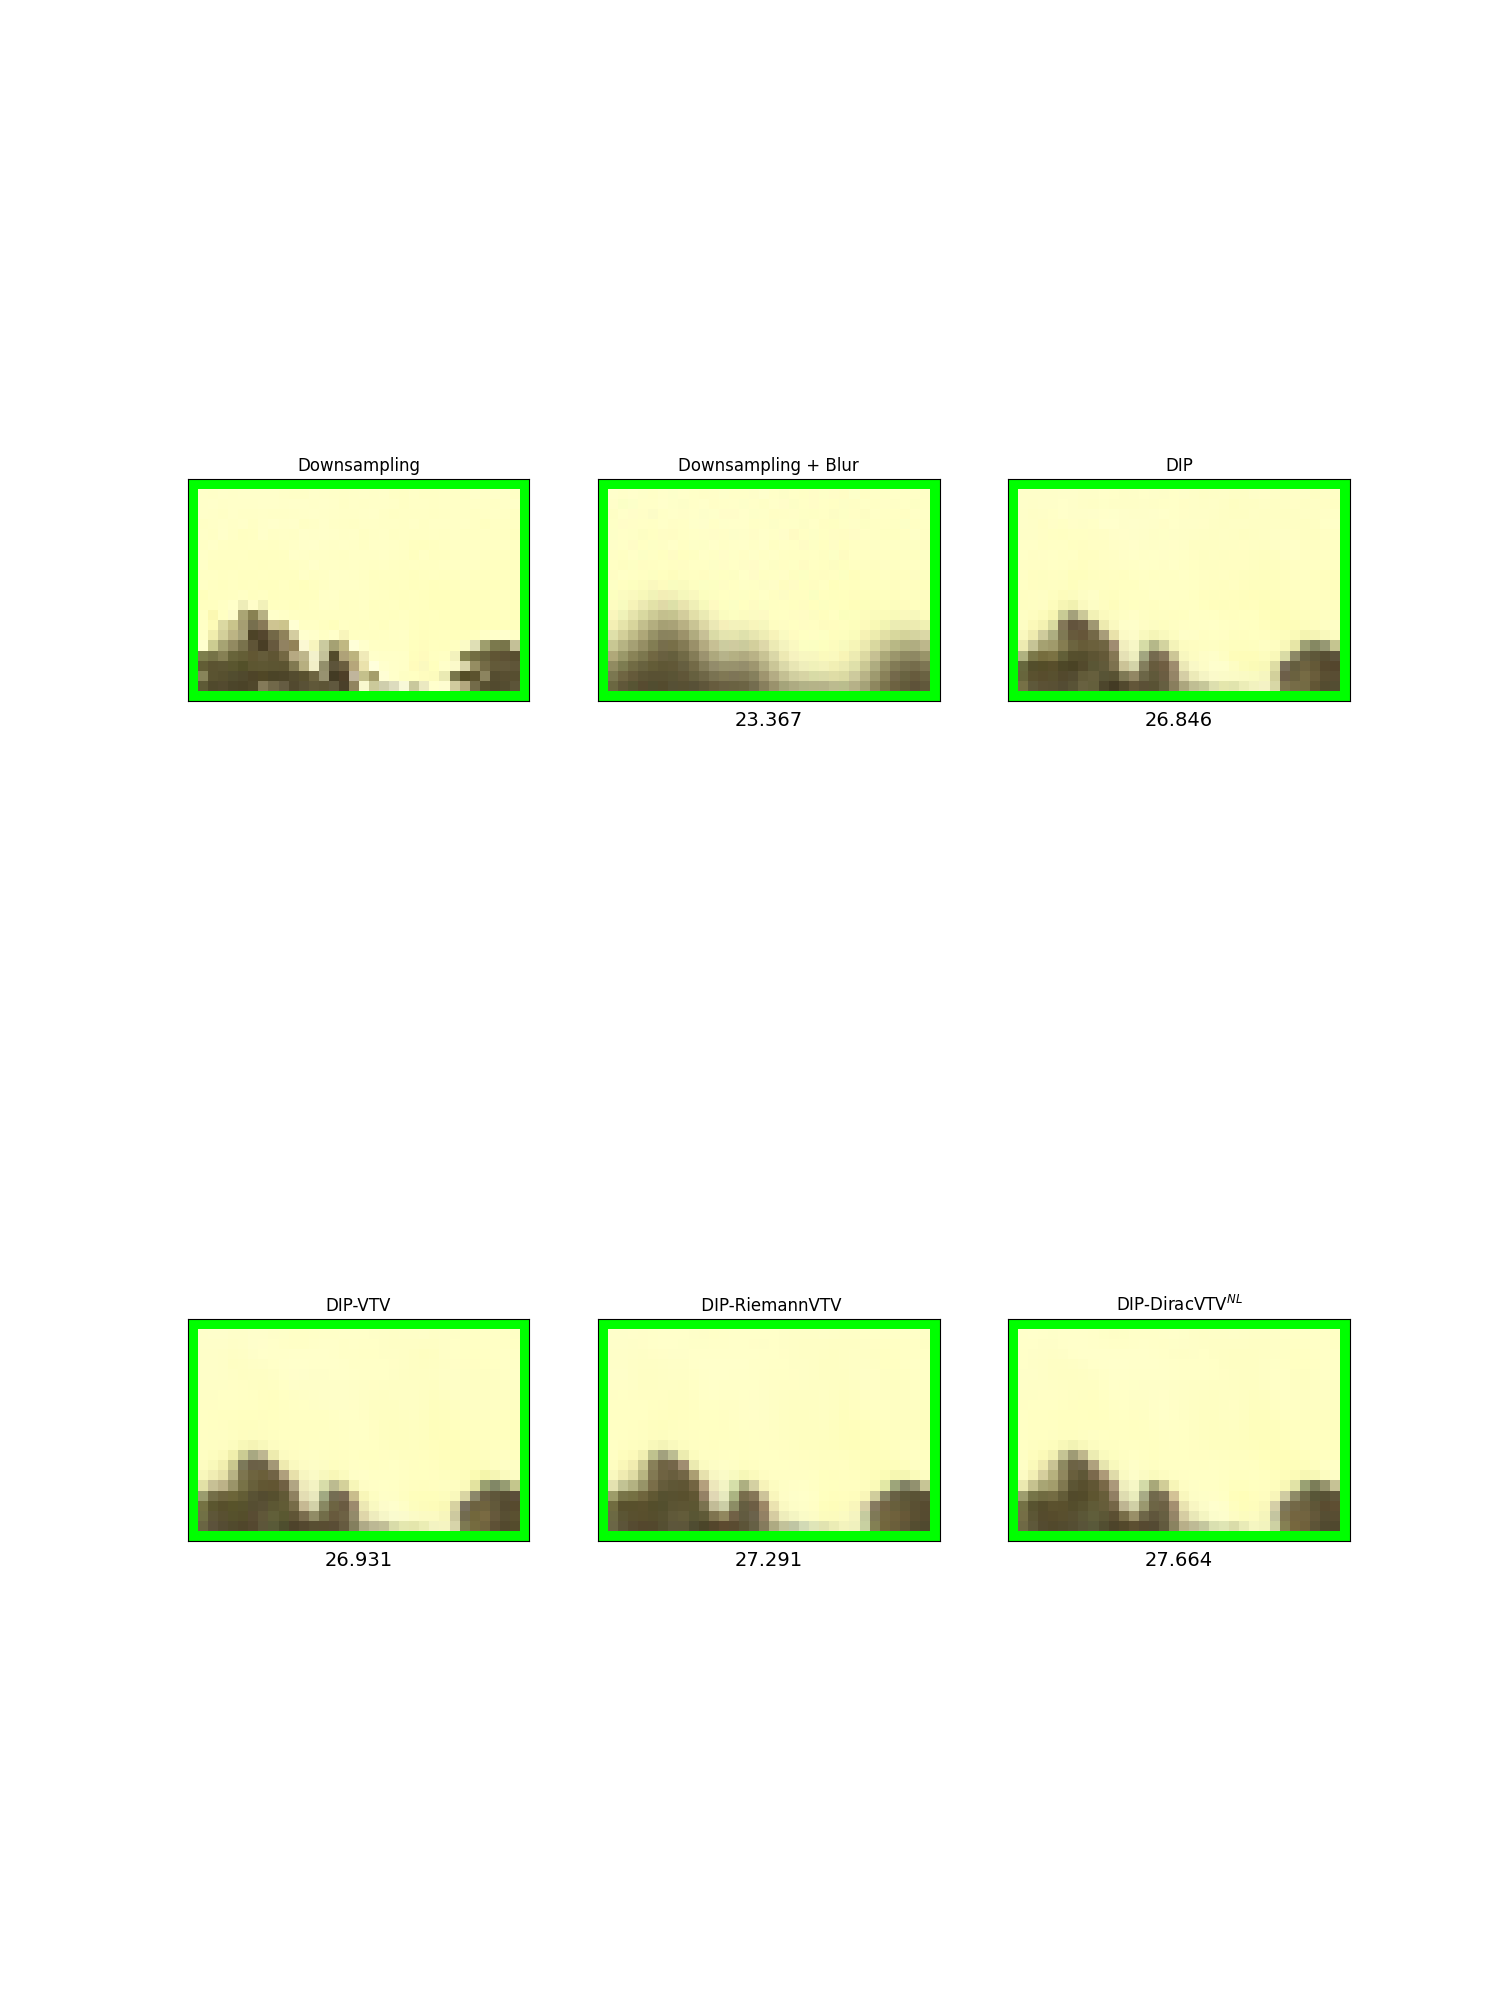 Downsampling
Downsampling + Blur
DIP
23.367
26.846
DIP-VTV
DIP-RiemannVTV
DIP-DiracVTV^{NL}
26.931
27.291
27.664